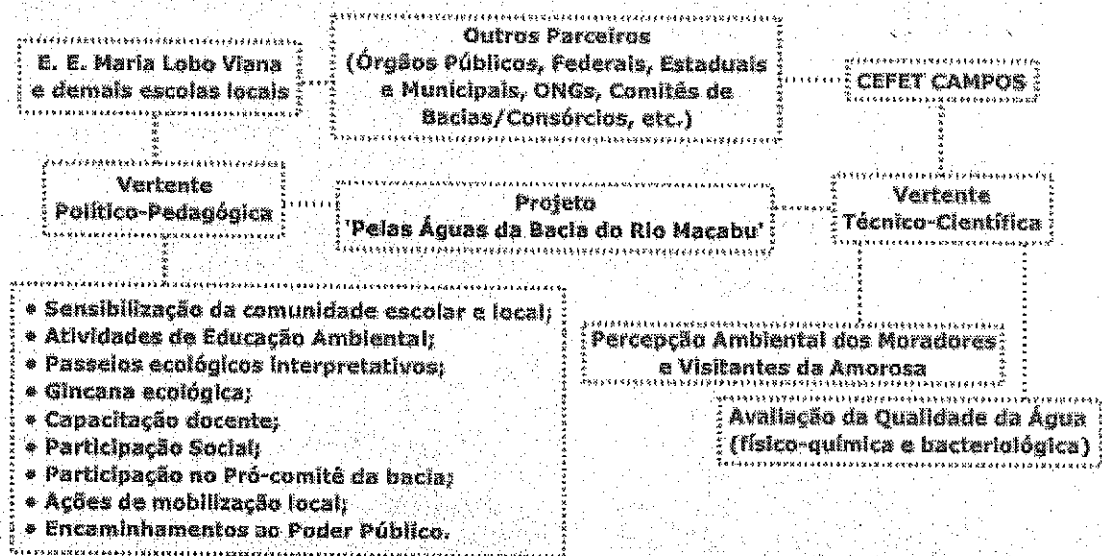 E. E. Maria Lobo Viana
e demais escolas locais
Outros Parceiros
(Órgãos Públicos, Federais, Estaduais
e Municipais, ONGs, Comitês de
Bacias/Consórcios, etc.)
CEFET CAMPOS
Vertente
Político-Pedagógica
Projeto
'Pelas Águas da Bacia do Rio Macabu'
Vertente
Técnico-Científica
• Sensibilização da comunidade escolar e local;
• Atividades de Educação Ambiental;
• Passeios ecológicos interpretativos;
• Gincana ecológica;
• Capacitação docente;
• Participação Social;
• Participação no Pró-comitê da bacia;
• Ações de mobilização local;
• Encaminhamentos ao Poder Público.
Percepção Ambiental dos Moradores
e Visitantes da Amorosa
Avaliação da Qualidade da Água
(físico-química e bacteriológica)